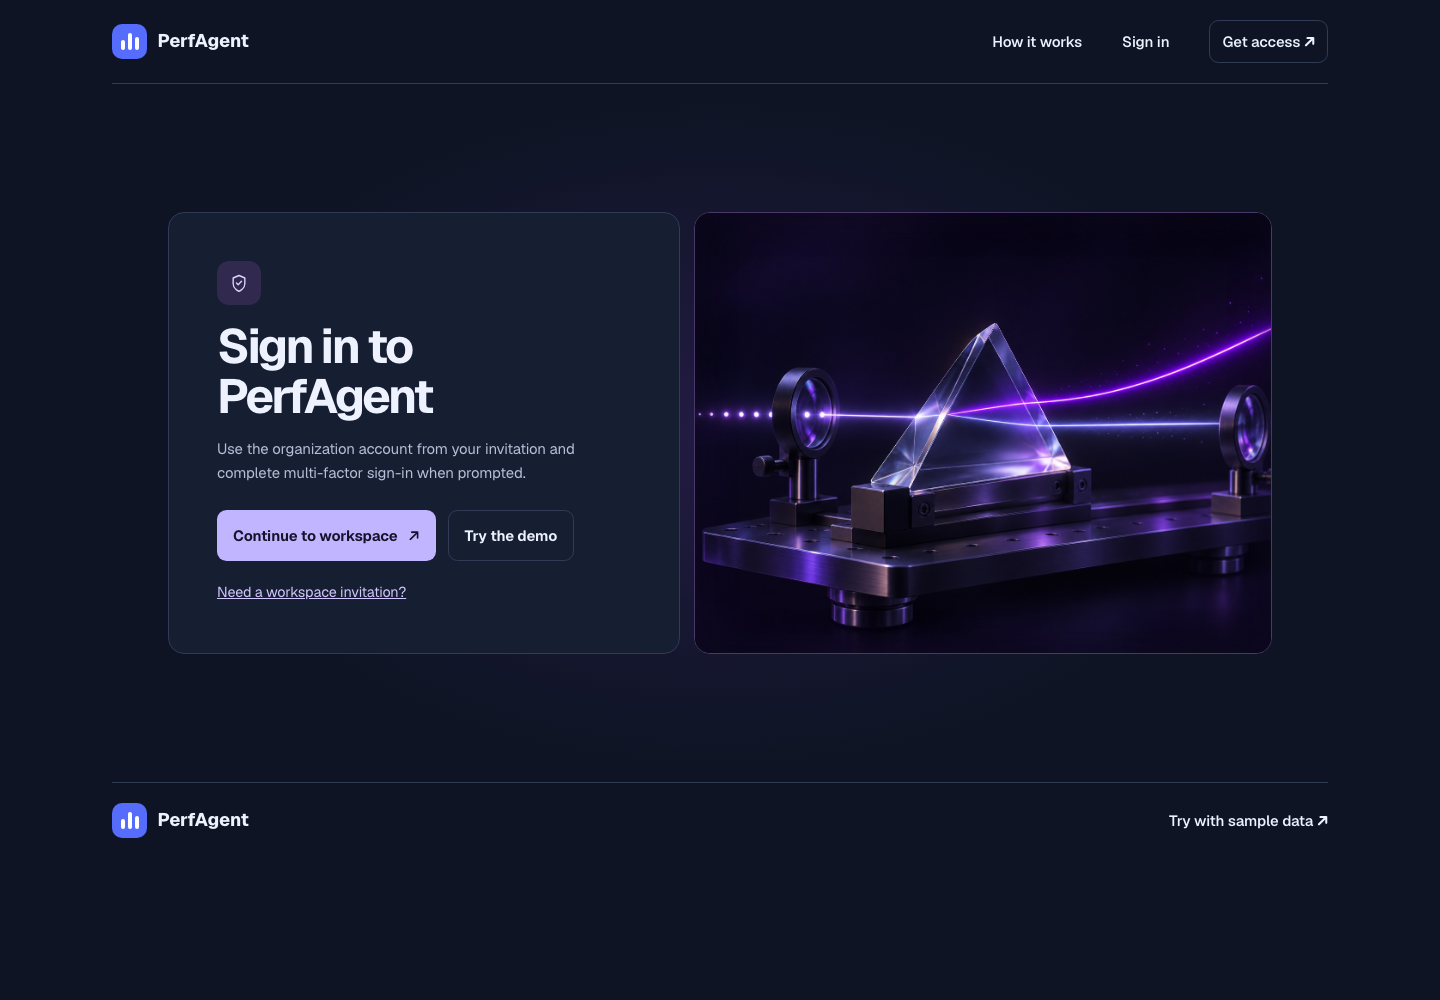 PerfAgent
How it works
Sign in
Get access
Sign in to
PerfAgent
Use the organization account from your invitation and
complete multi-factor sign-in when prompted.
Continue to workspace
Try the demo
Need a workspace invitation?
PerfAgent
Try with sample data